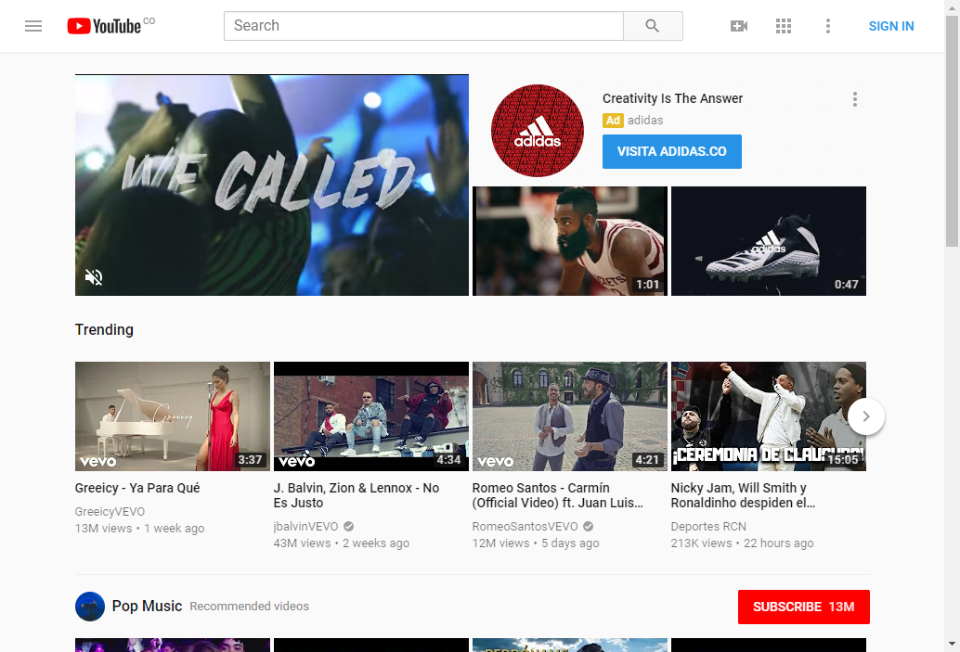 YouTube CO
Search
SIGN IN
WE CALLED
adidas
Creativity Is The Answer
Ad adidas
VISITA ADIDAS.CO
1:01
adidas
0:47
Trending
Greeicy
vevo
3:37
vevo
4:34
vevo
4:21
¡CEREMONIA DE CLAUSURA!
15:05
Greeicy - Ya Para Qué
GreeicyVEVO
13M views • 1 week ago
J. Balvin, Zion & Lennox - No
Es Justo
jbalvinVEVO
43M views • 2 weeks ago
Romeo Santos - Carmín
(Official Video) ft. Juan Luis...
RomeoSantosVEVO
12M views • 5 days ago
Nicky Jam, Will Smith y
Ronaldinho despiden el...
Deportes RCN
213K views • 22 hours ago
Pop Music Recommended videos
SUBSCRIBE 13M